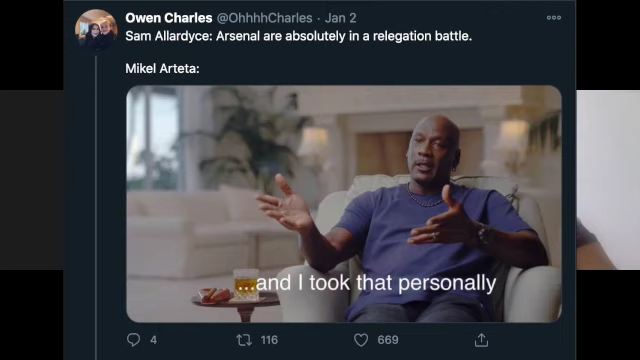 Owen Charles @OhhhhCharles · Jan 2
Sam Allardyce: Arsenal are absolutely in a relegation battle.
Mikel Arteta:
...and I took that personally
4 116 669